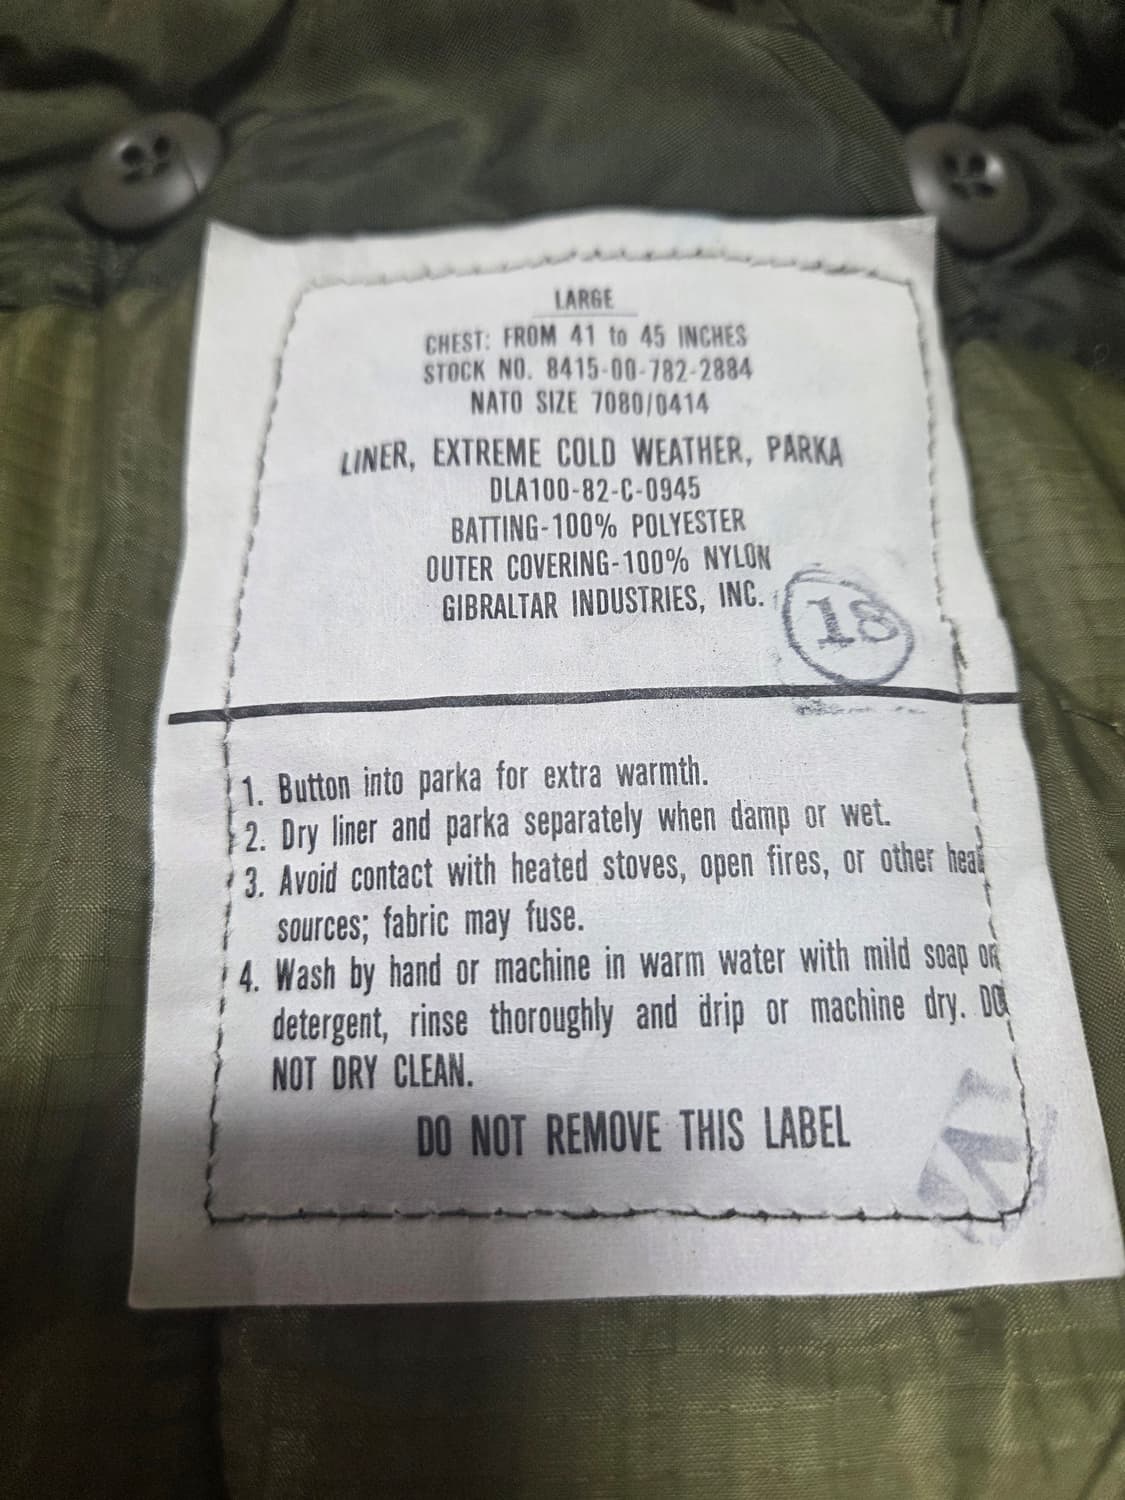 LARGE
CHEST: FROM 41 to 45 INCHES
STOCK NO. 8415-00-782-2884
NATO SIZE 7080/0414
LINER, EXTREME COLD WEATHER, PARKA
DLA100-82-C-0945
BATTING-100% POLYESTER
OUTER COVERING-100% NYLON
GIBRALTAR INDUSTRIES, INC.
18
1. Button into parka for extra warmth.
2. Dry liner and parka separately when damp or wet.
3. Avoid contact with heated stoves, open fires, or other heat
sources; fabric may fuse.
4. Wash by hand or machine in warm water with mild soap or
detergent, rinse thoroughly and drip or machine dry. DO
NOT DRY CLEAN.
DO NOT REMOVE THIS LABEL